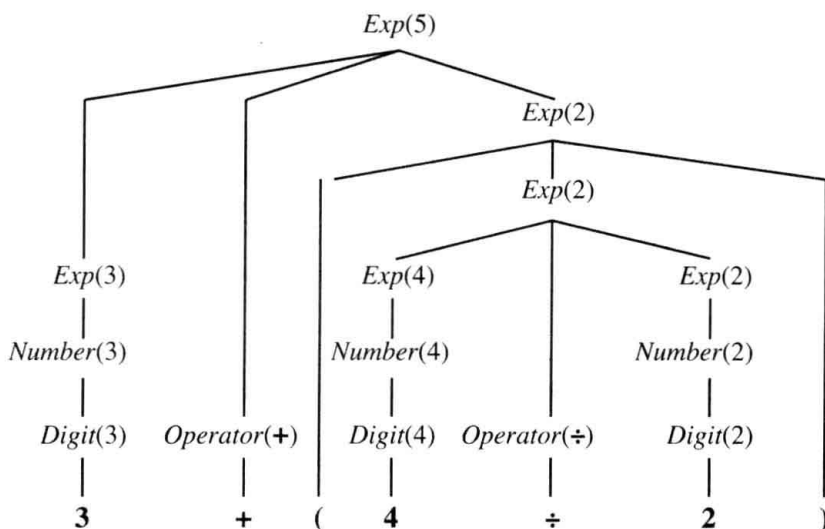 Exp(5)
Exp(2)
Exp(2)
Exp(3) Exp(4) Exp(2)
Number(3) Number(4) Number(2)
Digit(3) Operator(+) Digit(4) Operator(÷) Digit(2)
3 + ( 4 ÷ 2 )